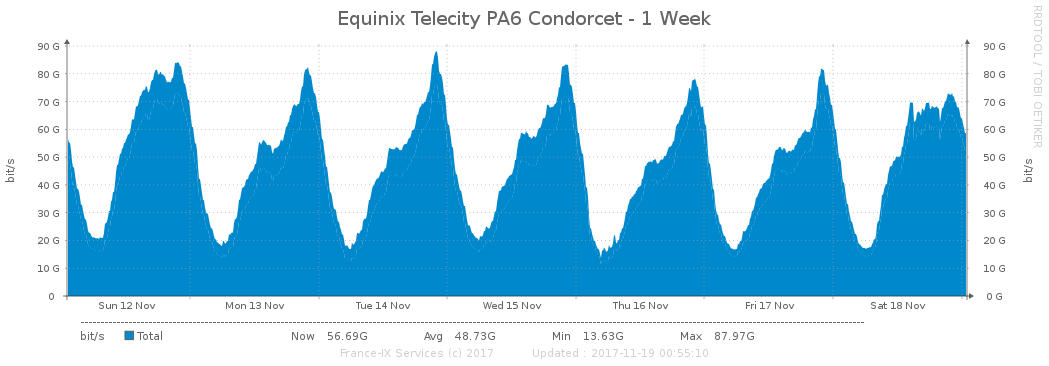 Equinix Telecity PA6 Condorcet - 1 Week
RRDTOOL / TOBI OETIKER
bit/s
90 G
80 G
70 G
60 G
50 G
40 G
30 G
20 G
10 G
0
90 G
80 G
70 G
60 G
50 G
40 G
30 G
20 G
10 G
0 G
bit/s
Sun 12 Nov Mon 13 Nov Tue 14 Nov Wed 15 Nov Thu 16 Nov Fri 17 Nov Sat 18 Nov
bit/s Total Now 56.69G Avg 48.73G Min 13.63G Max 87.97G
France-IX Services (c) 2017 Updated : 2017-11-19 00:55:10